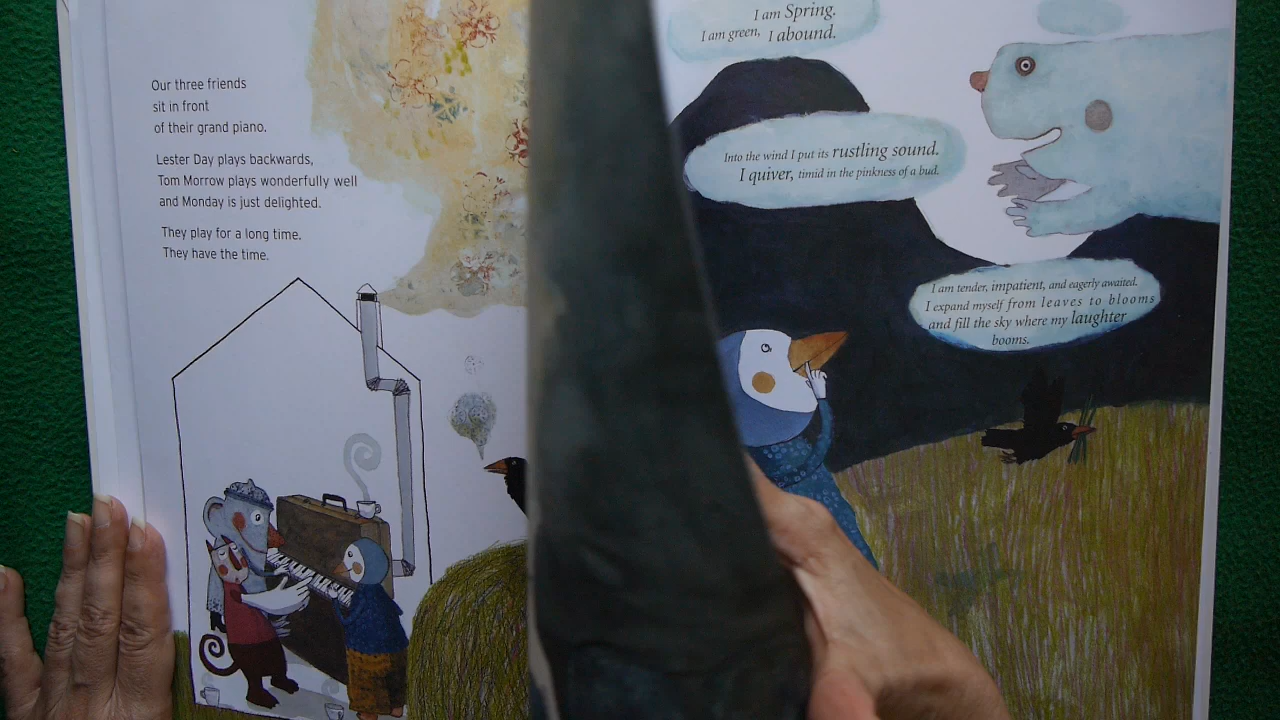 Our three friends
sit in front
of their grand piano.
Lester Day plays backwards,
Tom Morrow plays wonderfully well
and Monday is just delighted.
They play for a long time.
They have the time.
I am Spring.
I am green, I abound.
Into the wind I put its rustling sound.
I quiver, timid in the pinkness of a bud.
I am tender, impatient, and eagerly awaited.
I expand myself from leaves to blooms
and fill the sky where my laughter
booms.